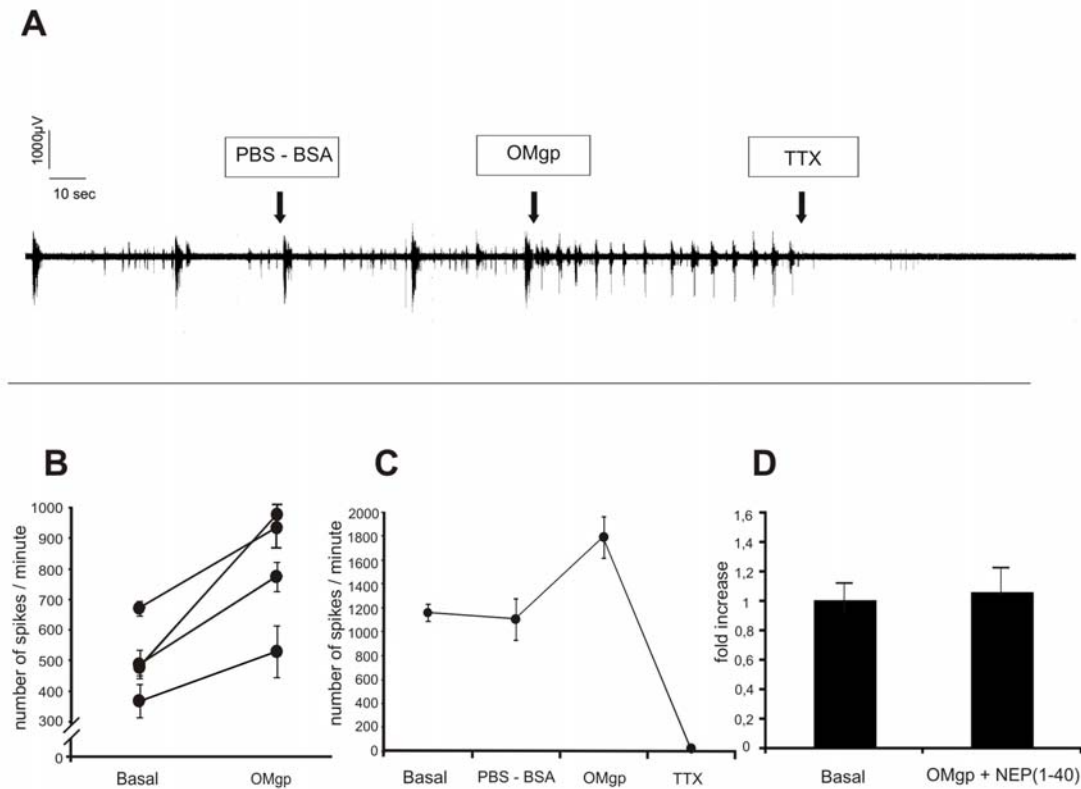 A
1000µV
10 sec
PBS - BSA
OMgp
TTX
B
number of spikes / minute
1000
900
800
700
600
500
400
300
0
Basal
OMgp
C
number of spikes / minute
2000
1800
1600
1400
1200
1000
800
600
400
200
0
Basal
PBS - BSA
OMgp
TTX
D
fold increase
1,6
1,6
1,4
1,2
1
0,8
0,6
0,4
0,2
0
Basal
OMgp + NEP(1-40)